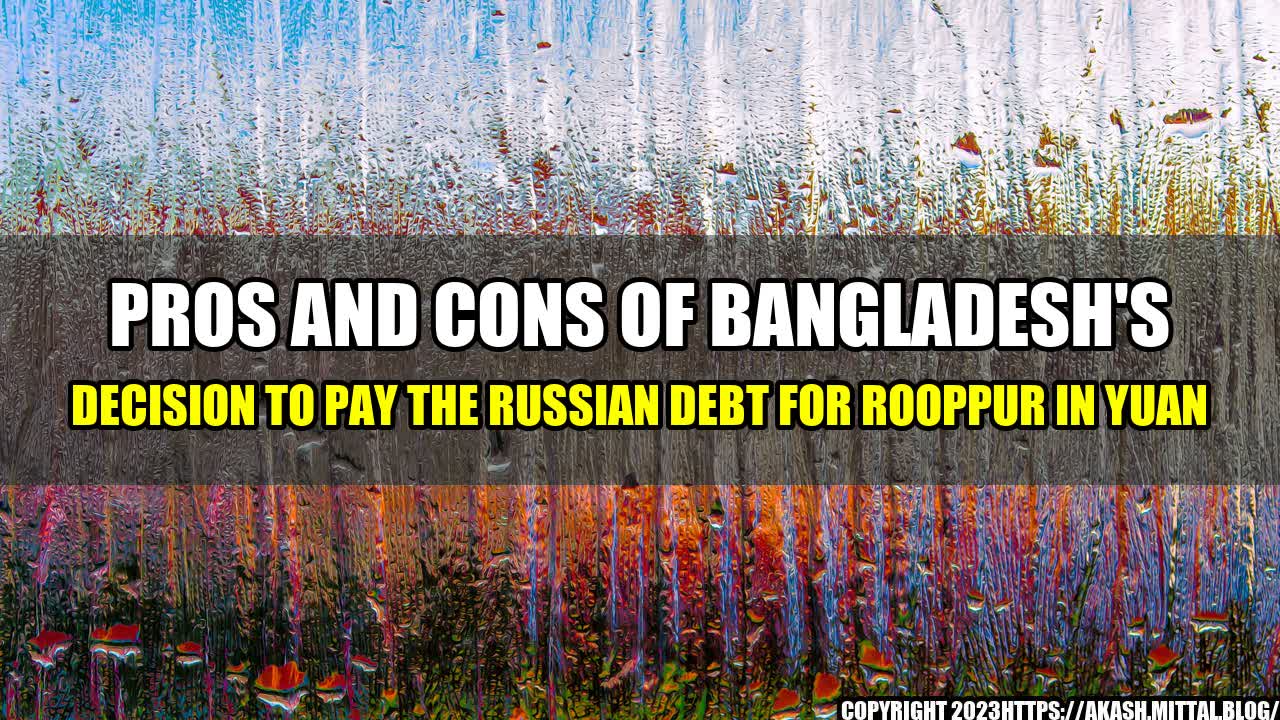 PROS AND CONS OF BANGLADESH'S
DECISION TO PAY THE RUSSIAN DEBT FOR ROOPPUR IN YUAN
COPYRIGHT 2023HTTPS://AKASH.MITTAL.BLOG/